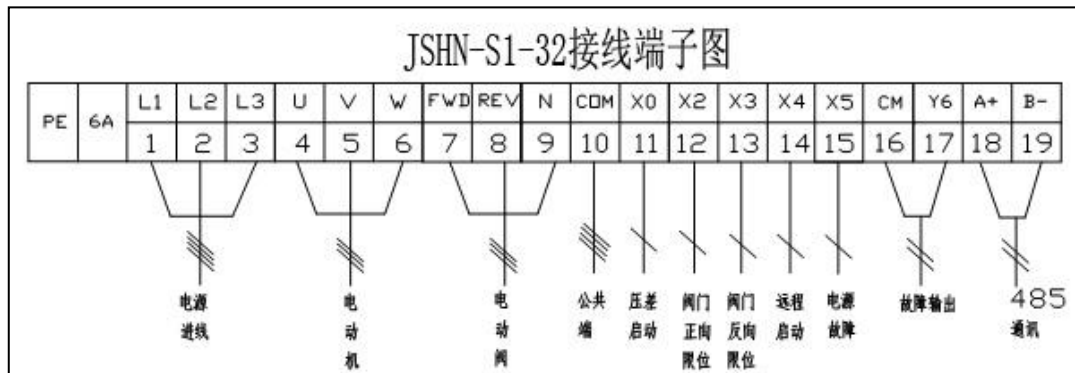 JSHN-S1-32接线端子图
PE 6A L1 L2 L3 U V W FWD REV N COM X0 X2 X3 X4 X5 CM Y6 A+ B-
1 2 3 4 5 6 7 8 9 10 11 12 13 14 15 16 17 18 19
电源
进线
电
动
机
电
动
阀
公共
端
压差
启动
阀门
正向
限位
阀门
反向
限位
远程
启动
电源
故障
故障输出
485
通讯